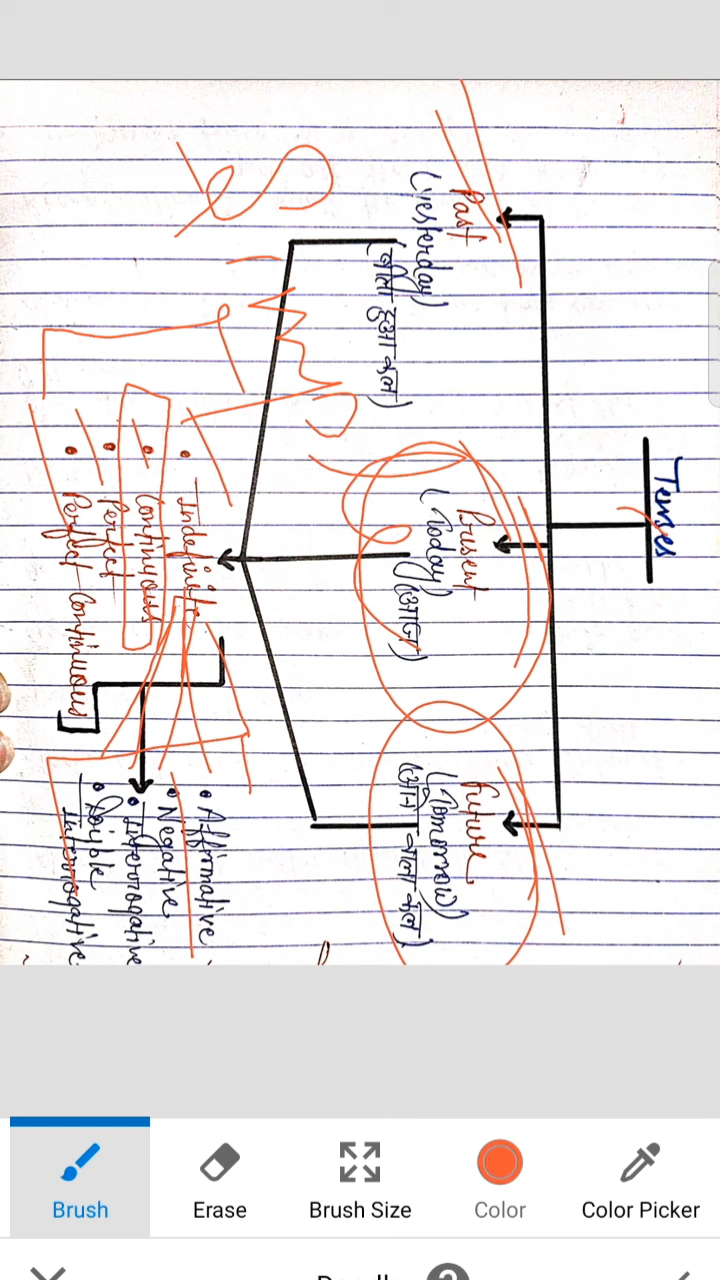 Tenses
Past
(Yesterday)
(बीता हुआ कल)
Present
(Today)
(आज)
Future
(Tomorrow)
(आने वाला कल)
• Indefinite
• Continuous
• Perfect
• Perfect-Continuous
• Affirmative
• Negative
• Interrogative
• Double
Interrogative
Brush
Erase
Brush Size
Color
Color Picker